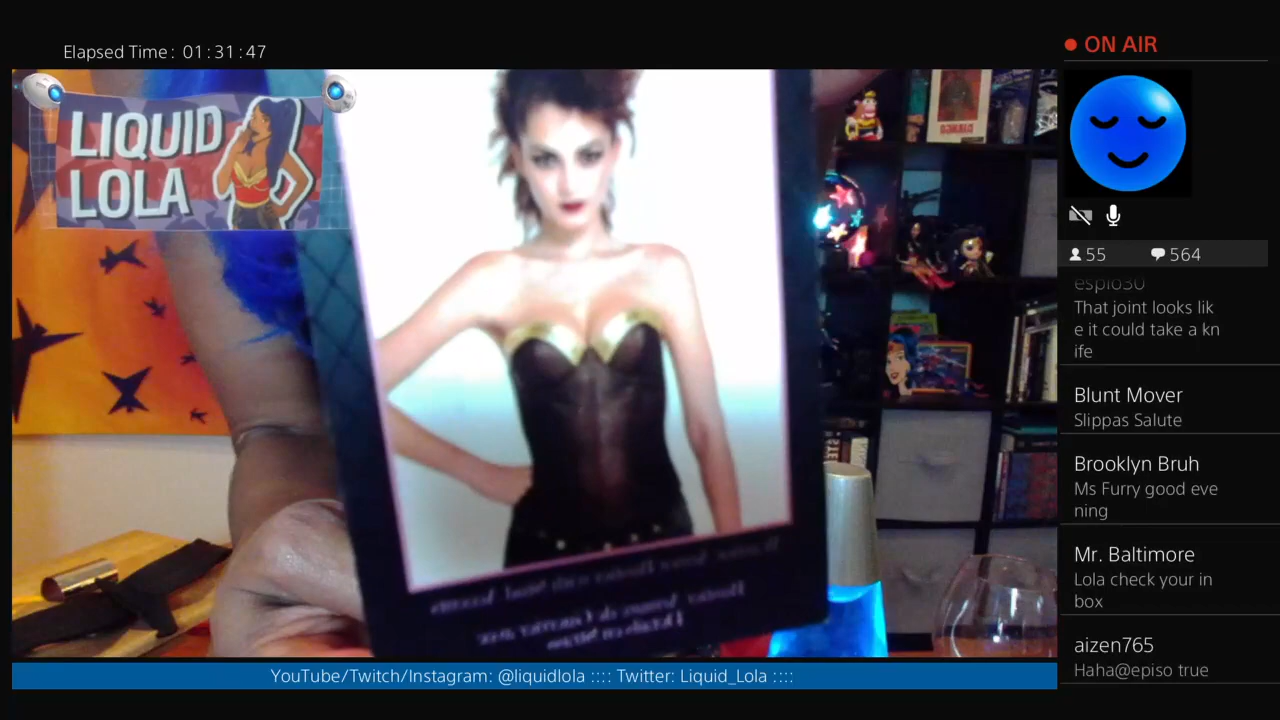 Elapsed Time: 01:31:47
ON AIR
LIQUID
LOLA
55
564
espio30
That joint looks lik
e it could take a kn
ife
Blunt Mover
Slippas Salute
Brooklyn Bruh
Ms Furry good eve
ning
Mr. Baltimore
Lola check your in
box
aizen765
Haha@episo true
YouTube/Twitch/Instagram: @liquidlola :::: Twitter: Liquid_Lola ::::